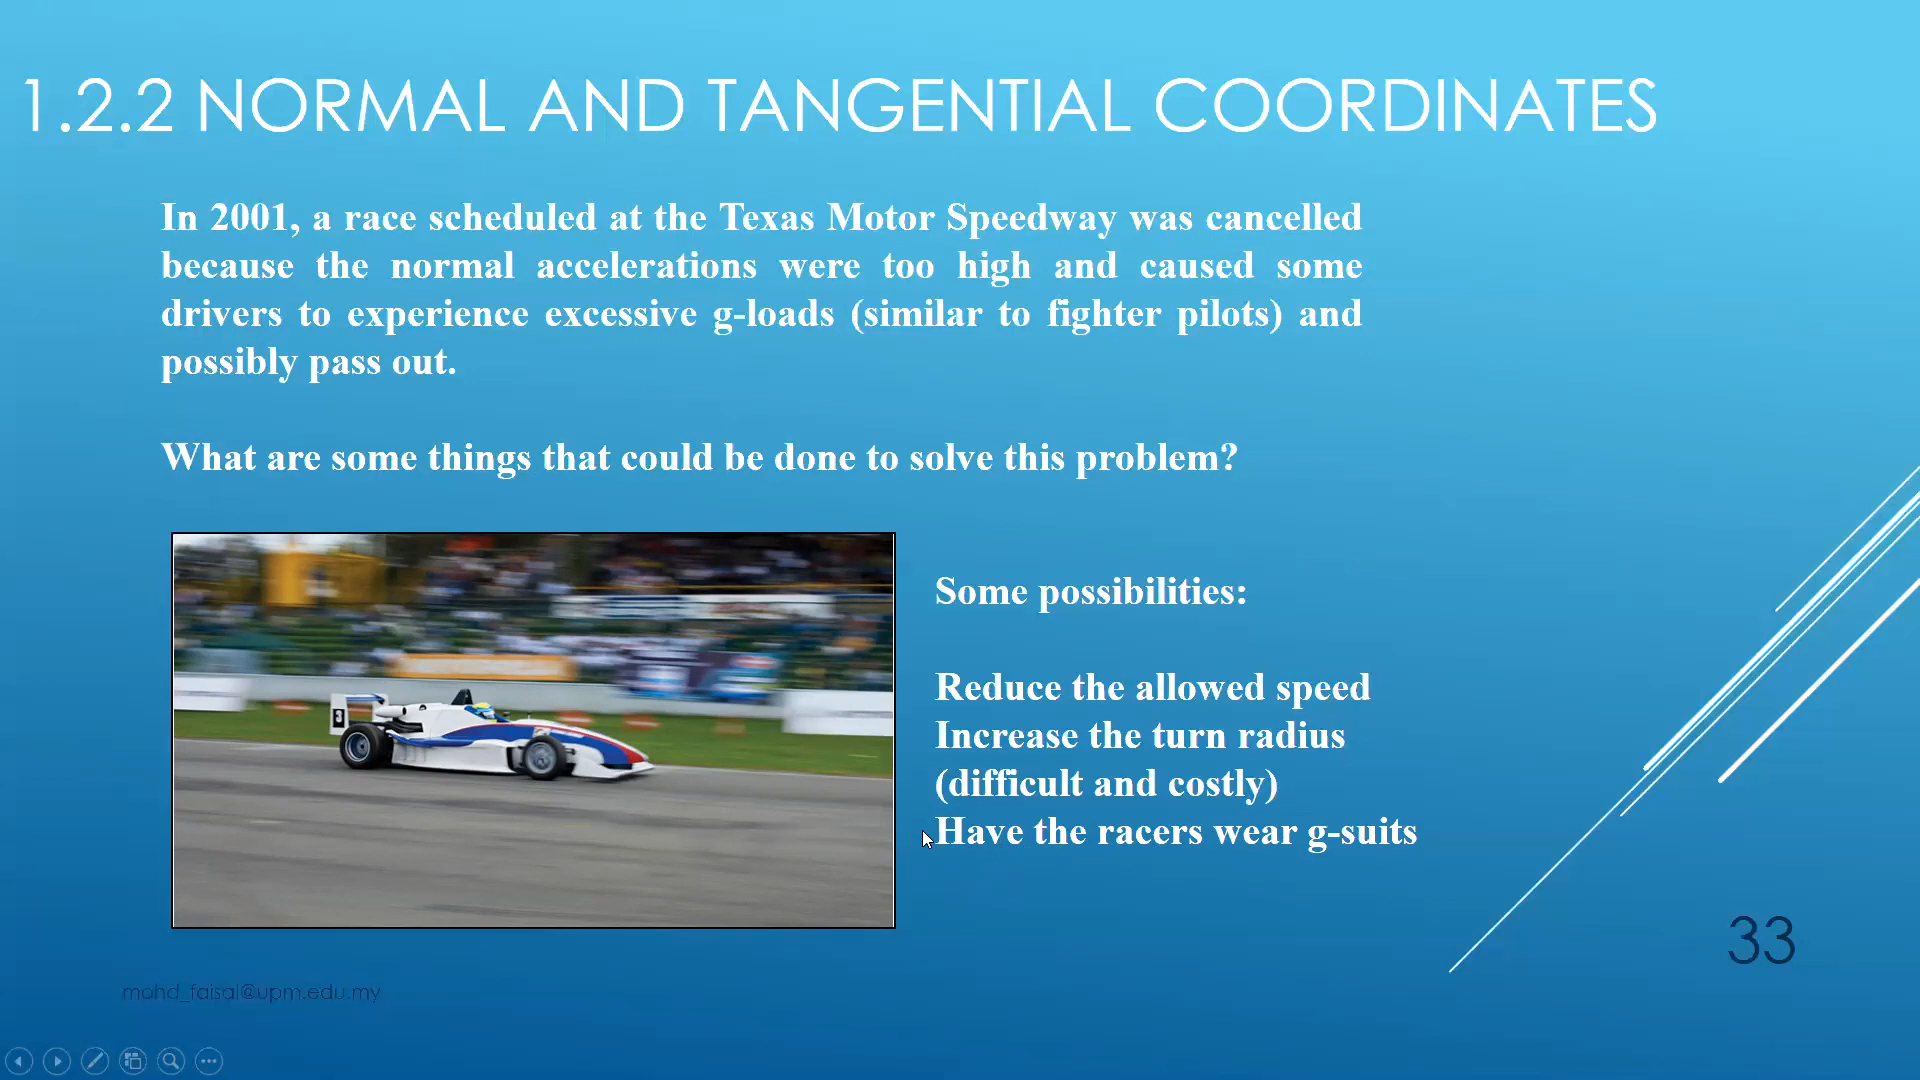 1.2.2 NORMAL AND TANGENTIAL COORDINATES
In 2001, a race scheduled at the Texas Motor Speedway was cancelled
because the normal accelerations were too high and caused some
drivers to experience excessive g-loads (similar to fighter pilots) and
possibly pass out.
What are some things that could be done to solve this problem?
Some possibilities:
Reduce the allowed speed
Increase the turn radius
(difficult and costly)
Have the racers wear g-suits
3
33
mohd_faisal@upm.edu.my